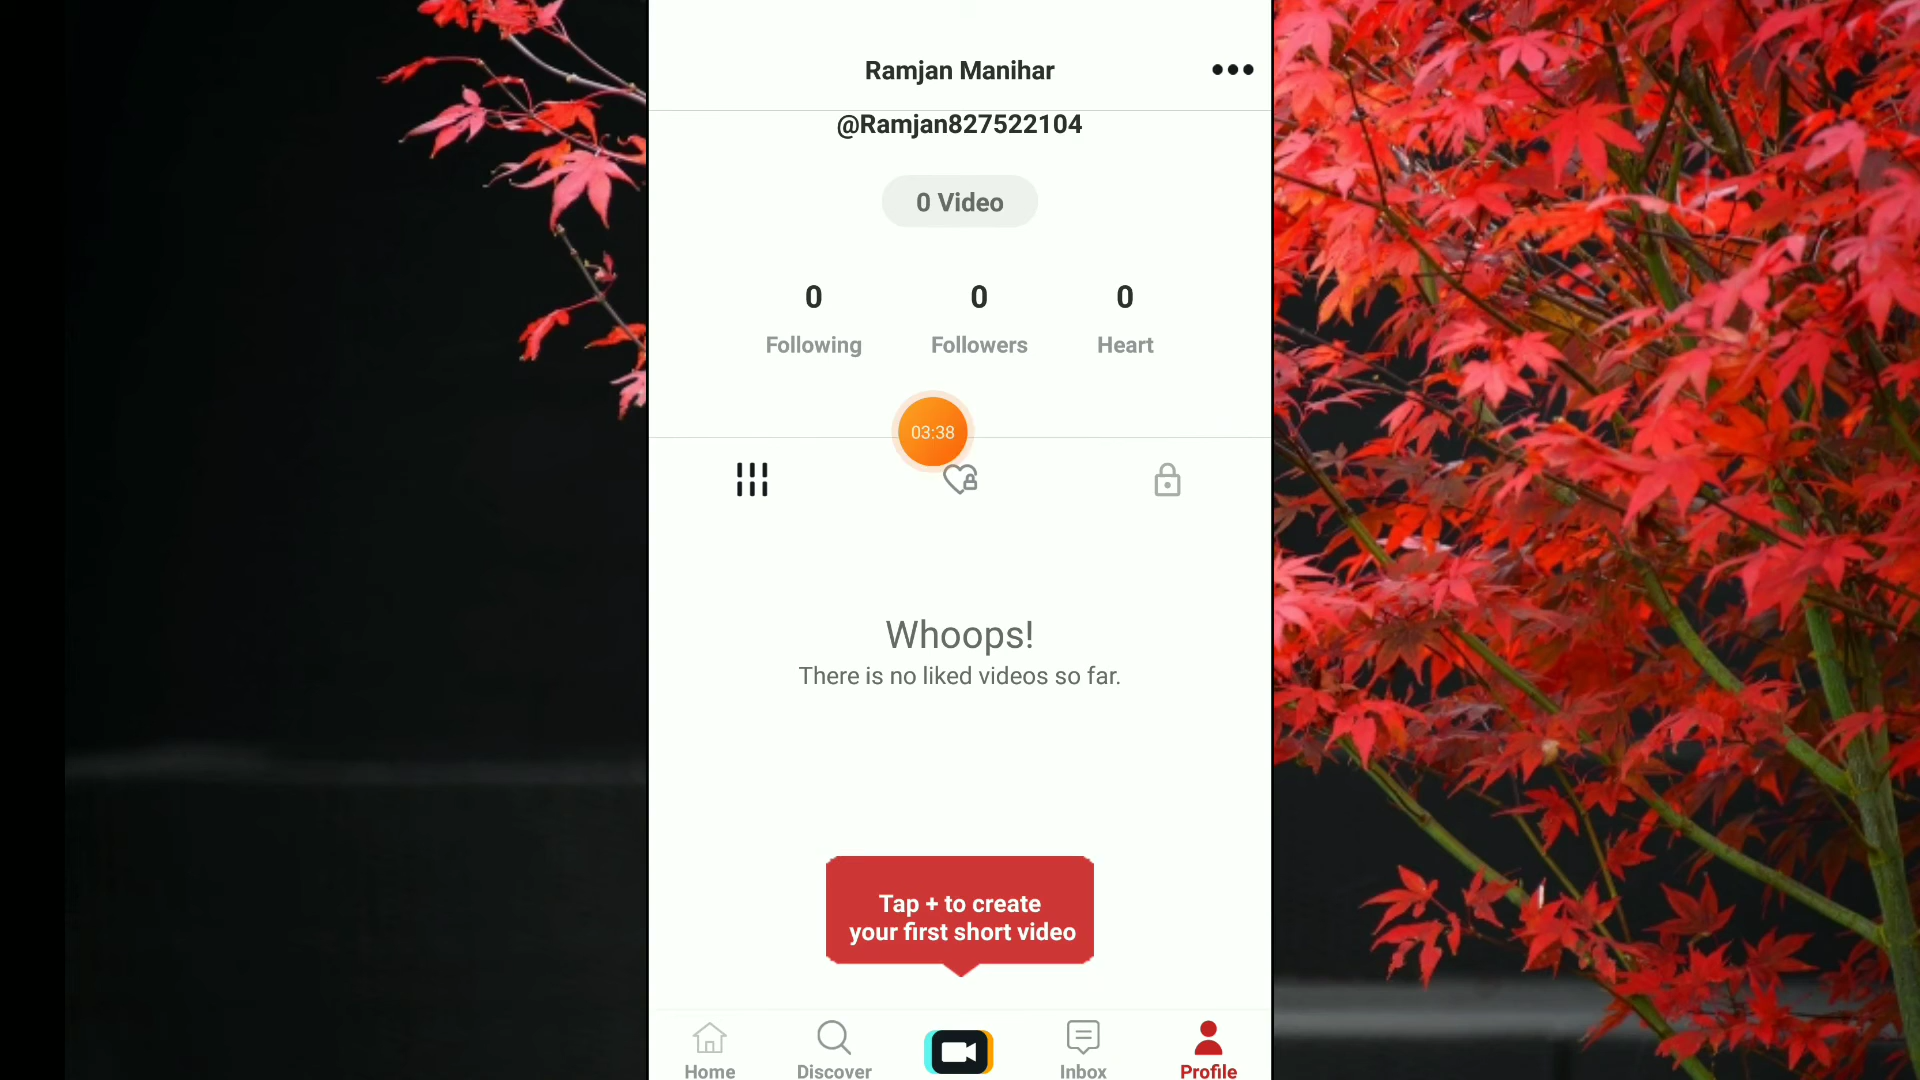 Ramjan Manihar
@Ramjan827522104
0 Video
0 0 0
Following Followers Heart
03:38
Whoops!
There is no liked videos so far.
Tap + to create
your first short video
Home Discover Inbox Profile